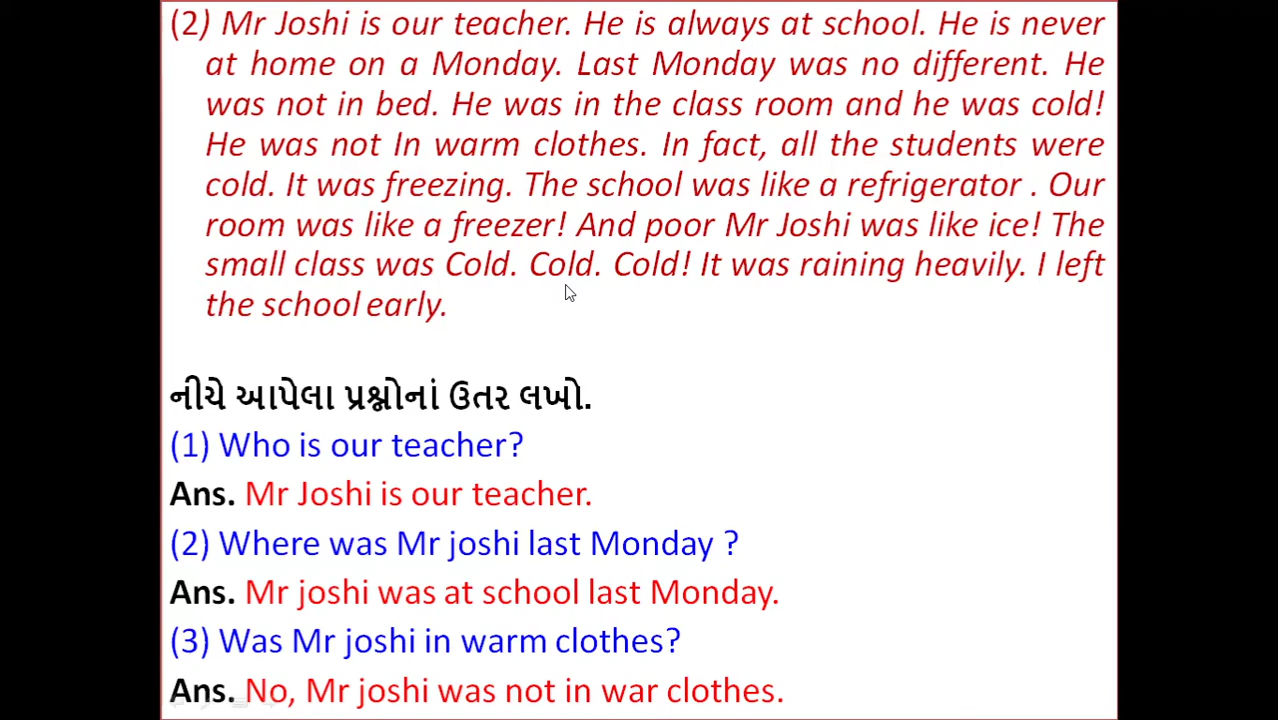 (2) Mr Joshi is our teacher. He is always at school. He is never
at home on a Monday. Last Monday was no different. He
was not in bed. He was in the class room and he was cold!
He was not In warm clothes. In fact, all the students were
cold. It was freezing. The school was like a refrigerator . Our
room was like a freezer! And poor Mr Joshi was like ice! The
small class was Cold. Cold. Cold! It was raining heavily. I left
the school early.
નીચે આપેલા પ્રશ્નોનાં ઉતર લખો.
(1) Who is our teacher?
Ans. Mr Joshi is our teacher.
(2) Where was Mr joshi last Monday ?
Ans. Mr joshi was at school last Monday.
(3) Was Mr joshi in warm clothes?
Ans. No, Mr joshi was not in war clothes.